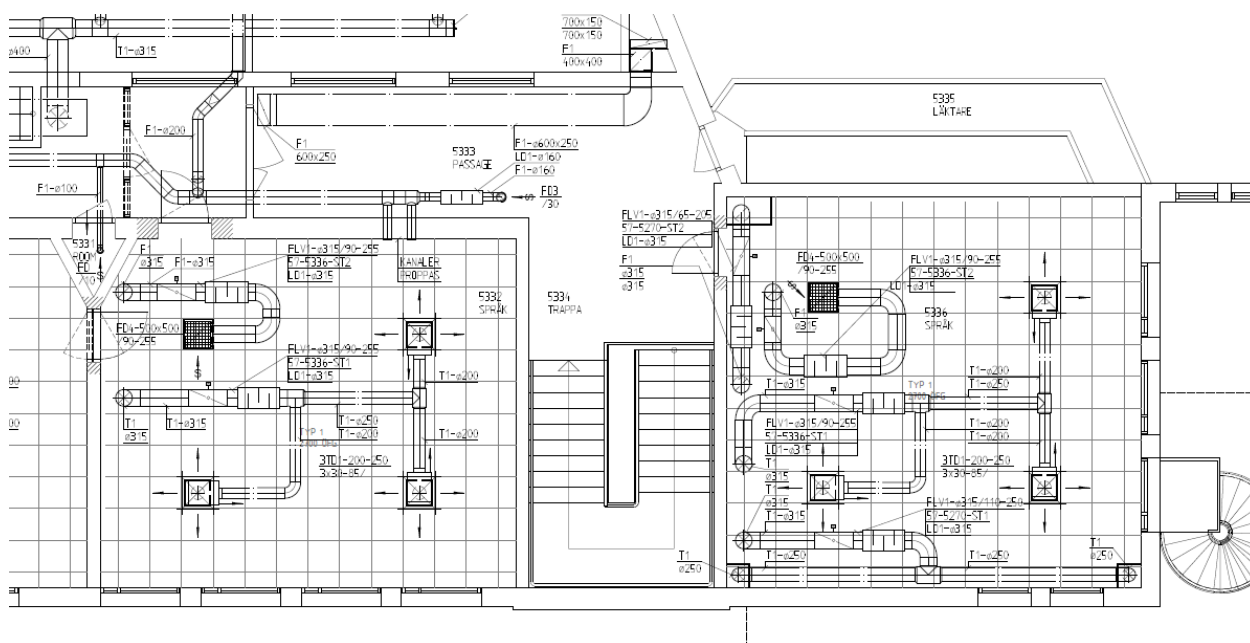 700x150
700x150
F1
400x400
ø400
T1-ø315
5335
LÄKTARE
F1-ø200
F1
600x250
5333
PASSAGE
F1-ø600x250
LD1-ø160
F1-ø160
F1-ø100
FD3
/30
5331
F1
ø315
F1-ø315
FLV1-ø315/90-255
57-5336-ST2
LD1-ø315
KANALER
PROPPAS
5332
SPRÅK
5334
TRAPPA
FLV1-ø315/65-205
57-5270-ST2
LD1-ø315
F1
ø315
ø315
FD4-500x500
/90-255
FLV1-ø315/90-255
57-5336-ST2
LD1-ø315
F1
ø315
5336
SPRÅK
FD4-500x500
/90-255
FLV1-ø315/90-255
57-5336-ST1
LD1-ø315
T1-ø200
T1
ø315
T1-ø315
T1-ø250
T1-ø200
T1-ø200
TYP 1
3TD1-200-250
3x30-85/
T1-ø315
TYP 1
2700 ÖFG
T1-ø200
T1-ø250
FLV1-ø315/90-255
57-5336-ST1
LD1-ø315
T1-ø200
T1-ø200
T1
ø315
3TD1-200-250
3x30-85/
T1
ø315
T1-ø315
FLV1-ø315/110-250
57-5270-ST1
LD1-ø315
T1
ø250
T1-ø250
T1-ø250
T1
ø250